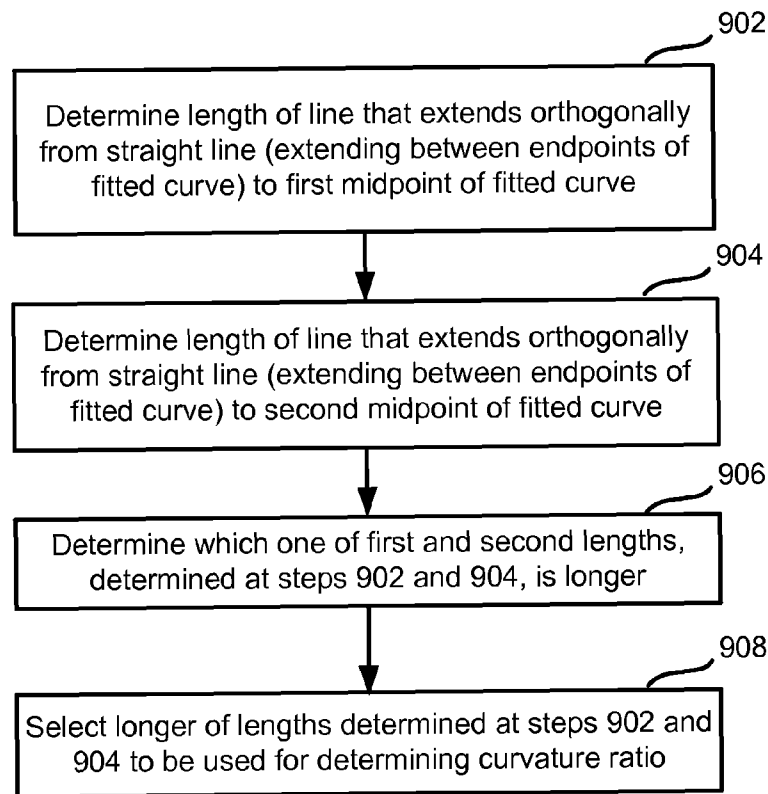 902
Determine length of line that extends orthogonally
from straight line (extending between endpoints of
fitted curve) to first midpoint of fitted curve
904
Determine length of line that extends orthogonally
from straight line (extending between endpoints of
fitted curve) to second midpoint of fitted curve
906
Determine which one of first and second lengths,
determined at steps 902 and 904, is longer
908
Select longer of lengths determined at steps 902 and
904 to be used for determining curvature ratio